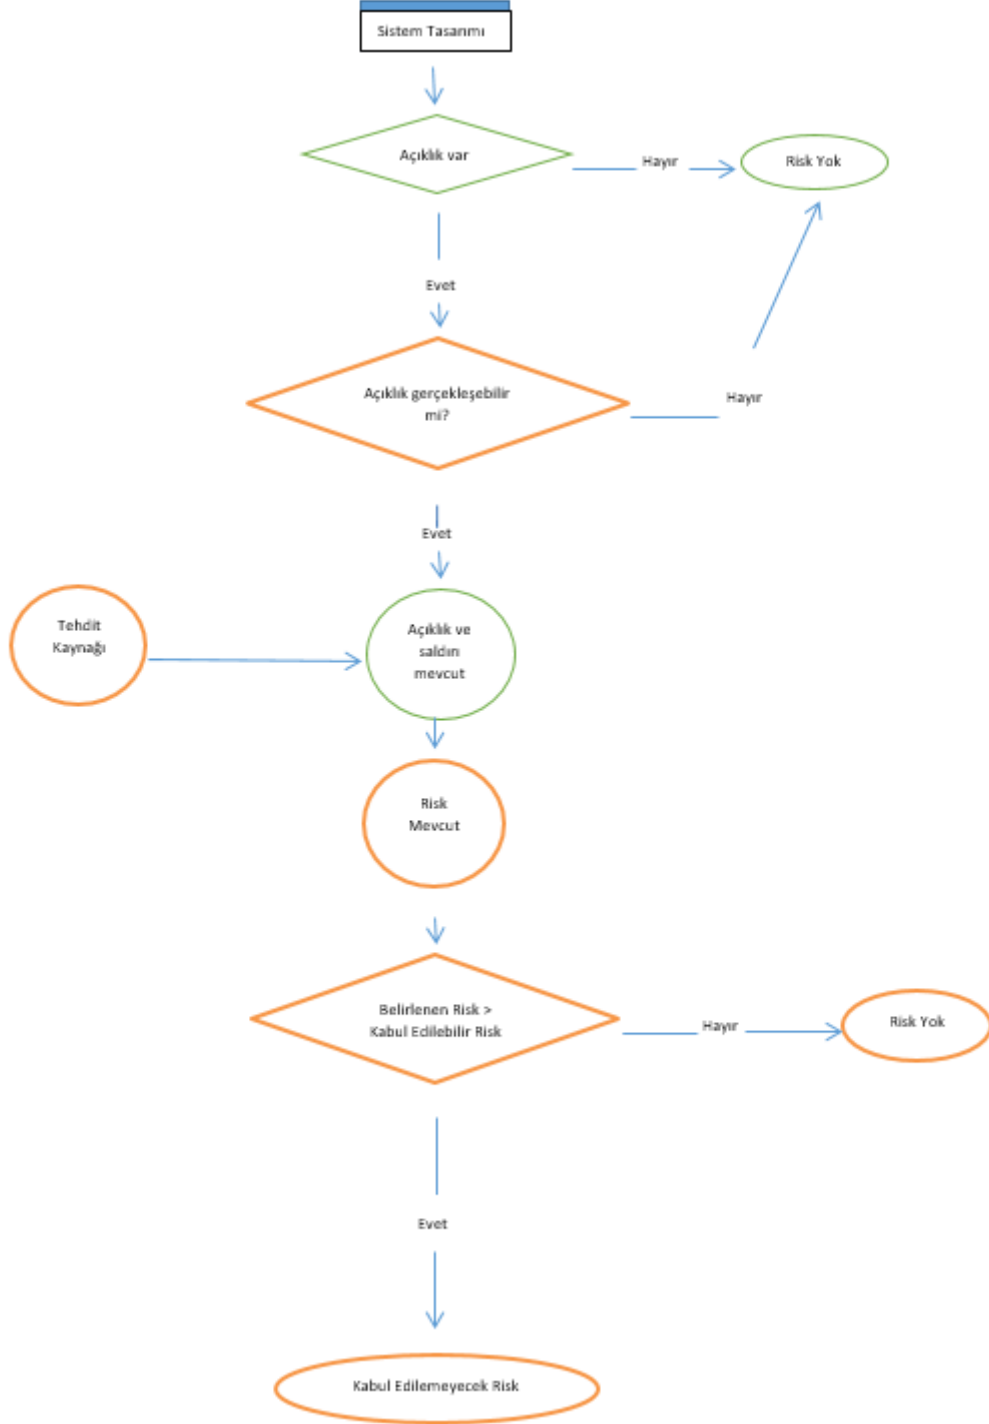 Sistem Tasarımı
Açıklık var
Hayır
Risk Yok
Evet
Açıklık gerçekleşebilir
mi?
Hayır
Evet
Tehdit
Kaynağı
Açıklık ve
saldırı
mevcut
Risk
Mevcut
Belirlenen Risk >
Kabul Edilebilir Risk
Hayır
Risk Yok
Evet
Kabul Edilemeyecek Risk